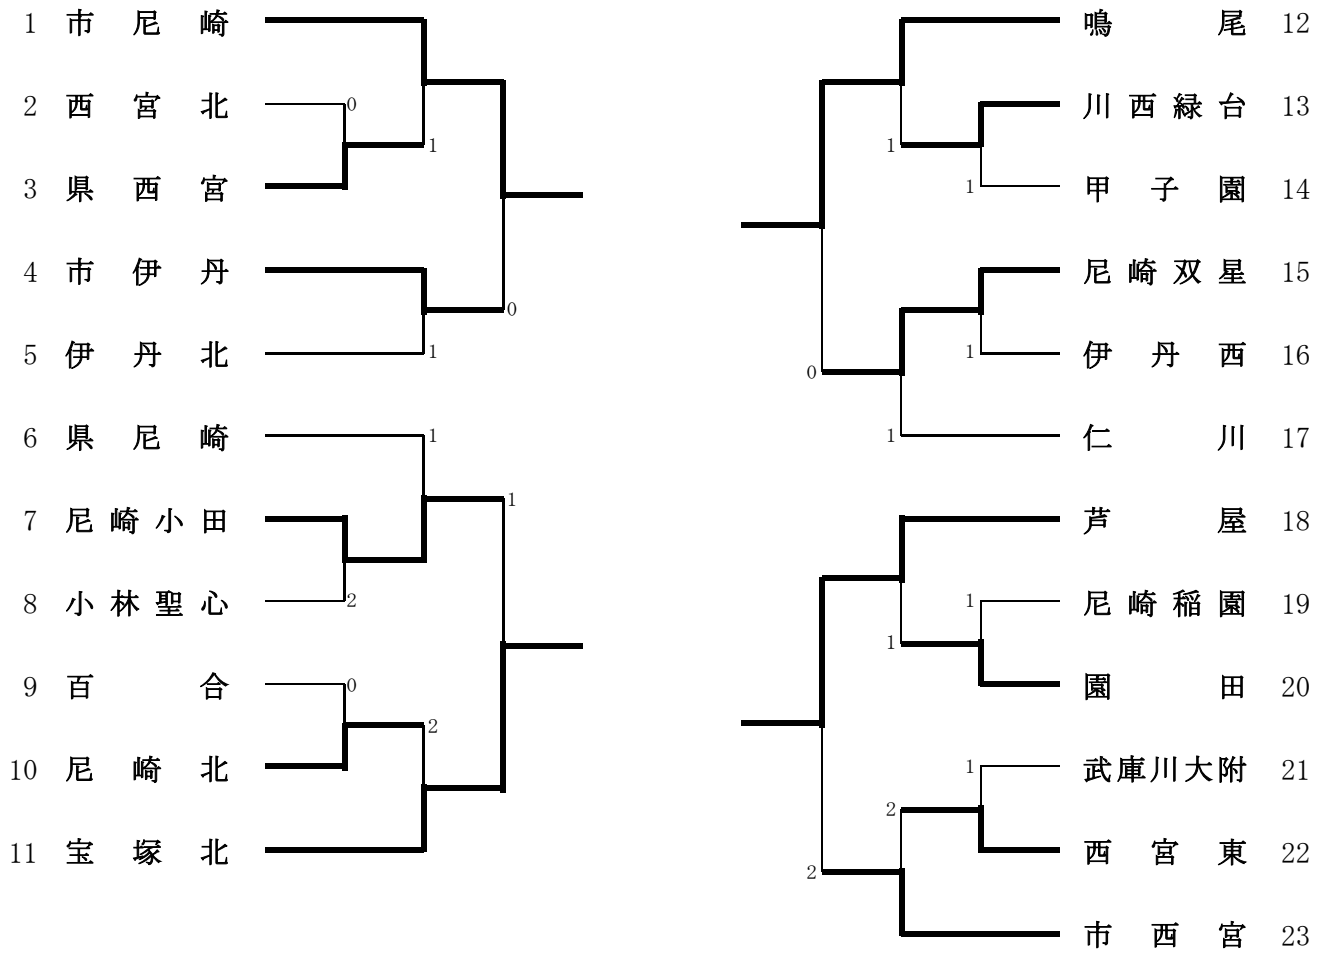 1 市尼崎
2 西宮北
0
1
3 県西宮
4 市伊丹
0
5 伊丹北
1
6 県尼崎
1
1
7 尼崎小田
8 小林聖心
2
9 百合
0
2
10 尼崎北
11 宝塚北
鳴尾 12
川西緑台 13
1
1
甲子園 14
尼崎双星 15
1
伊丹西 16
0
1
仁川 17
芦屋 18
1
尼崎稲園 19
1
園田 20
1
武庫川大附 21
2
西宮東 22
2
市西宮 23